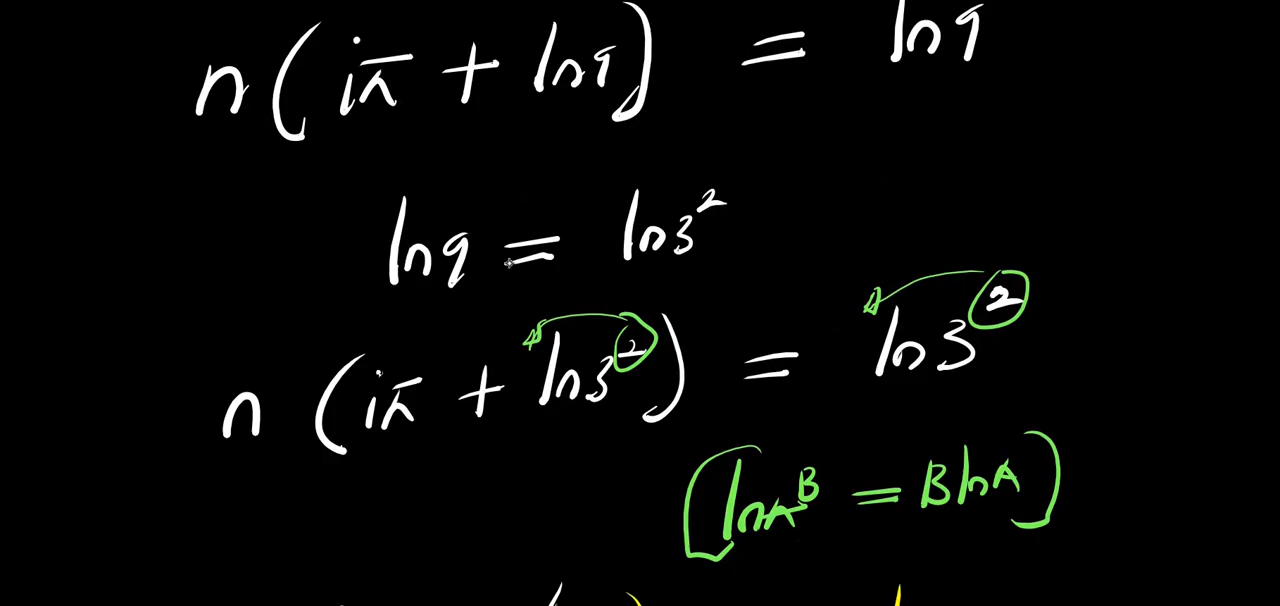 n(iπ + ln9) = ln9
ln9 = ln3²
n (iπ + ln3²) = ln3²
(lnA^B = BlnA)